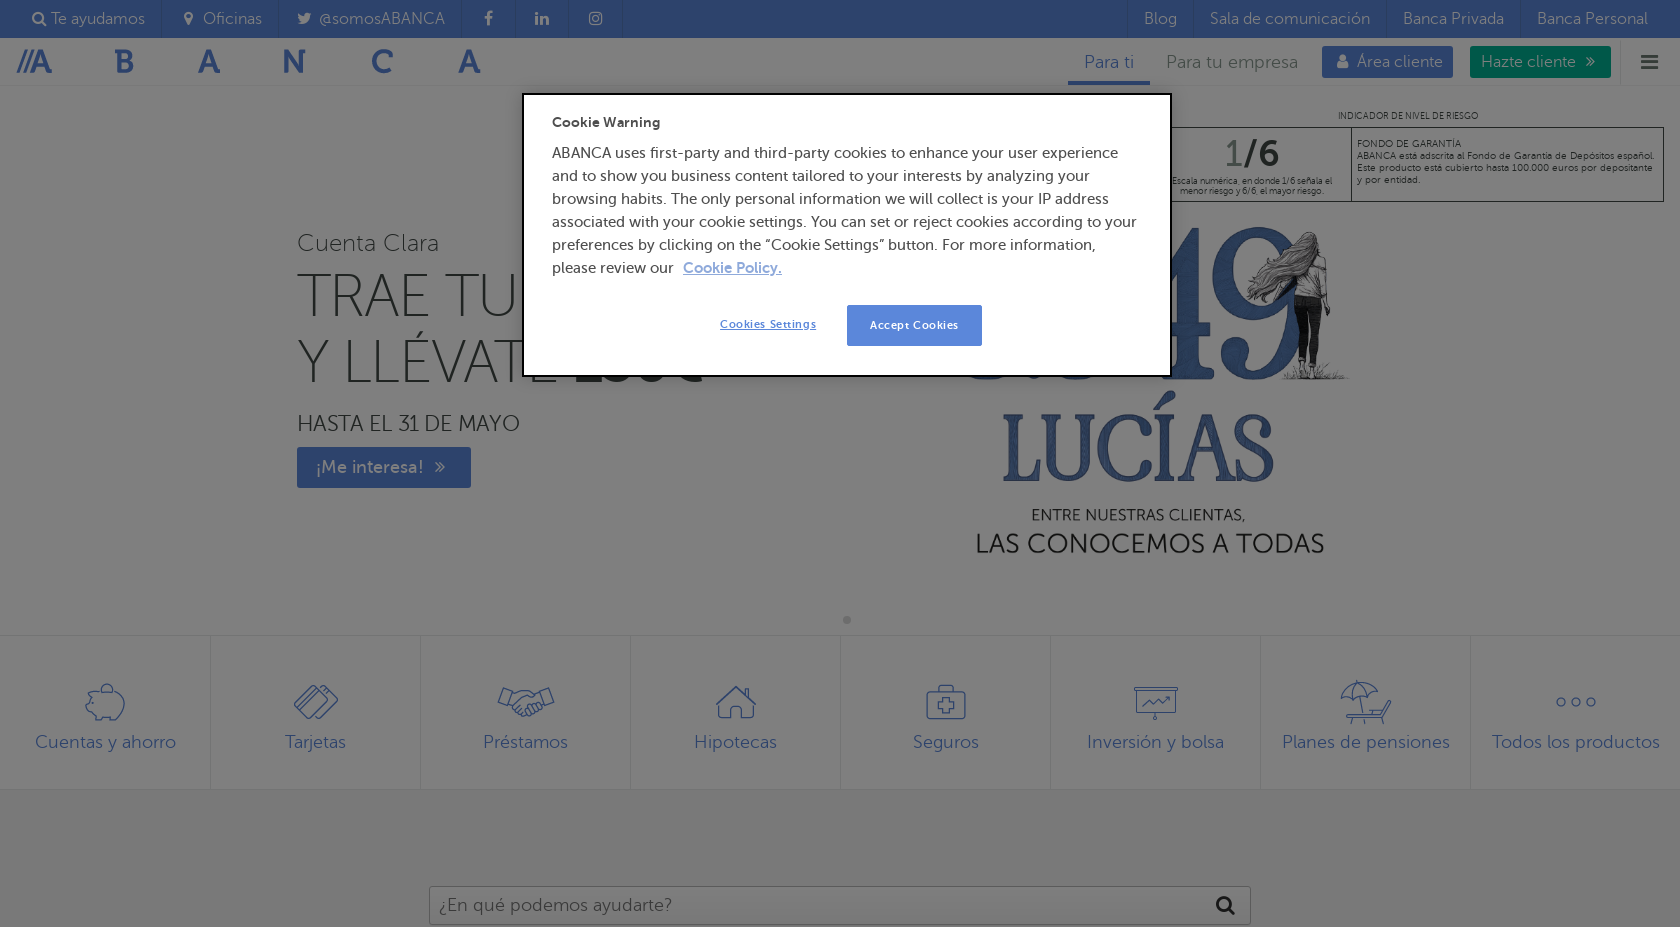 Te ayudamos
Oficinas
@somosABANCA
Blog
Sala de comunicación
Banca Privada
Banca Personal
ABANCA
Para ti
Para tu empresa
Área cliente
Hazte cliente
Cookie Warning
ABANCA uses first-party and third-party cookies to enhance your user experience
and to show you business content tailored to your interests by analyzing your
browsing habits. The only personal information we will collect is your IP address
associated with your cookie settings. You can set or reject cookies according to your
preferences by clicking on the “Cookie Settings” button. For more information,
please review our Cookie Policy.
Cookies Settings
Accept Cookies
INDICADOR DE NIVEL DE RIESGO
1/6
Escala numérica, en donde 1/6 señala el
menor riesgo y 6/6, el mayor riesgo.
FONDO DE GARANTÍA
ABANCA está adscrita al Fondo de Garantía de Depósitos español.
Este producto está cubierto hasta 100.000 euros por depositante
y por entidad.
Cuenta Clara
TRAE TU
Y LLÉVATE
HASTA EL 31 DE MAYO
¡Me interesa!
LUCÍAS
ENTRE NUESTRAS CLIENTAS,
LAS CONOCEMOS A TODAS
Cuentas y ahorro
Tarjetas
Préstamos
Hipotecas
Seguros
Inversión y bolsa
Planes de pensiones
Todos los productos
¿En qué podemos ayudarte?